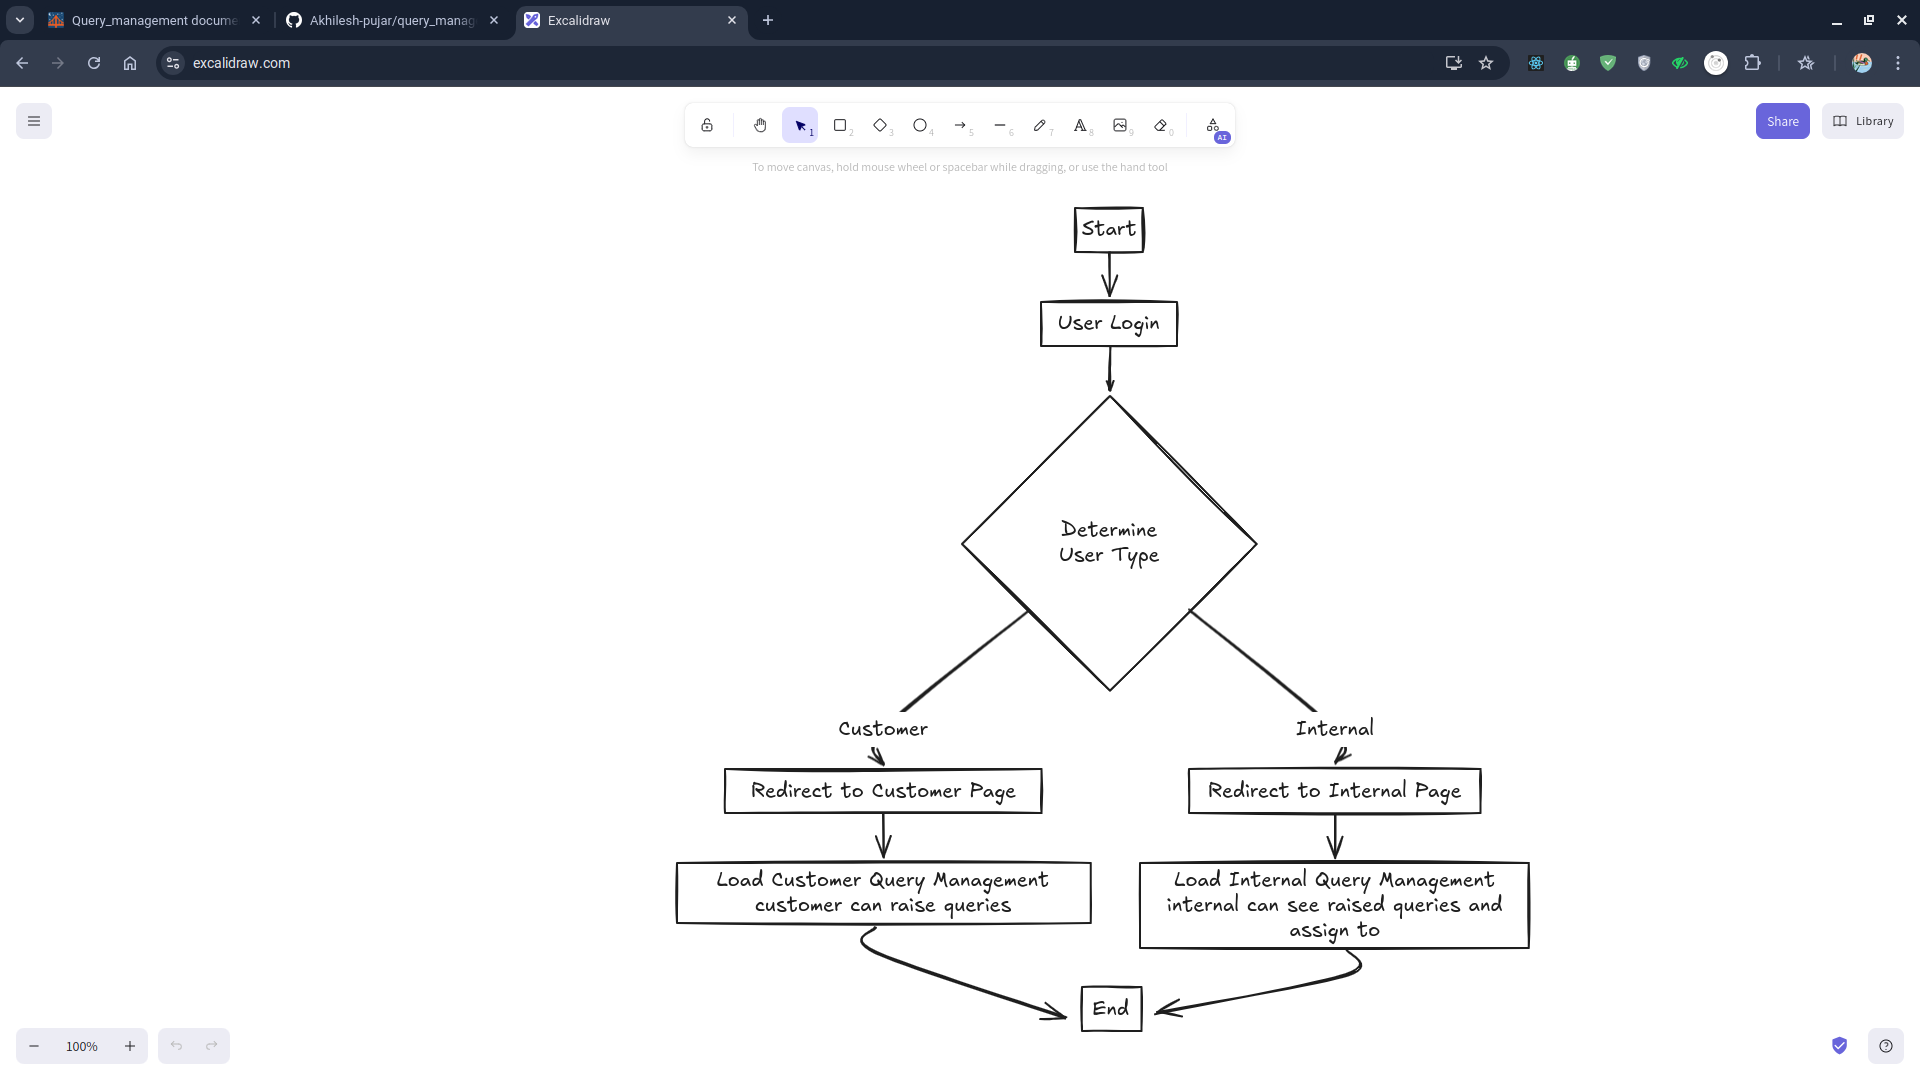 Query_management docume
Akhilesh-pujar/query_manag
Excalidraw
excalidraw.com
1
2
3
4
5
6
7
8
9
0
AI
Share
Library
To move canvas, hold mouse wheel or spacebar while dragging, or use the hand tool
Start
User Login
Determine
User Type
Customer
Internal
Redirect to Customer Page
Redirect to Internal Page
Load Customer Query Management
customer can raise queries
Load Internal Query Management
internal can see raised queries and
assign to
End
100%